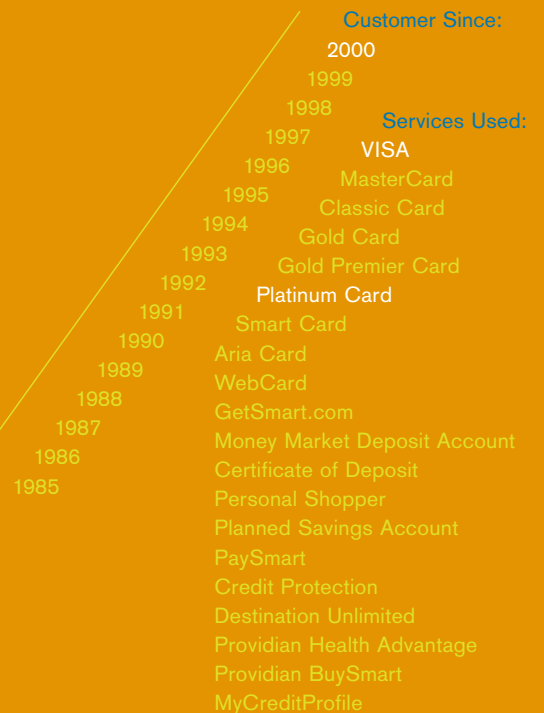 Customer Since:
2000
1999
1998
1997
1996
1995
1994
1993
1992
1991
1990
1989
1988
1987
1986
1985
Services Used:
VISA
MasterCard
Classic Card
Gold Card
Gold Premier Card
Platinum Card
Smart Card
Aria Card
WebCard
GetSmart.com
Money Market Deposit Account
Certificate of Deposit
Personal Shopper
Planned Savings Account
PaySmart
Credit Protection
Destination Unlimited
Providian Health Advantage
Providian BuySmart
MyCreditProfile